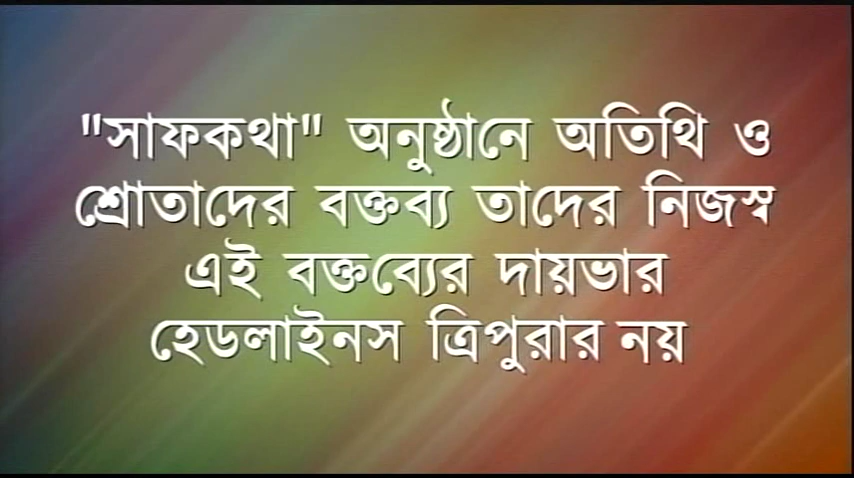 "সাফকথা" অনুষ্ঠানে অতিথি ও
শ্রোতাদের বক্তব্য তাদের নিজস্ব
এই বক্তব্যের দায়ভার
হেডলাইনস ত্রিপুরার নয়